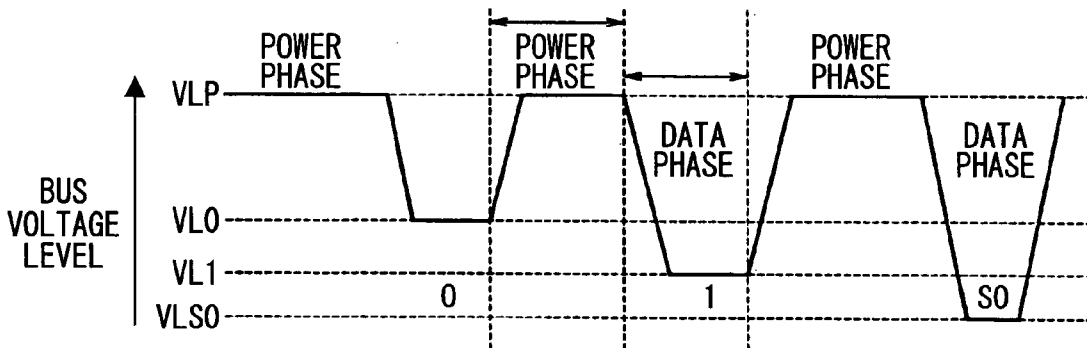 POWER
PHASE
POWER
PHASE
POWER
PHASE
VLP
DATA
PHASE
DATA
PHASE
BUS
VOLTAGE
LEVEL
VL0
VL1
0
1
S0
VLS0